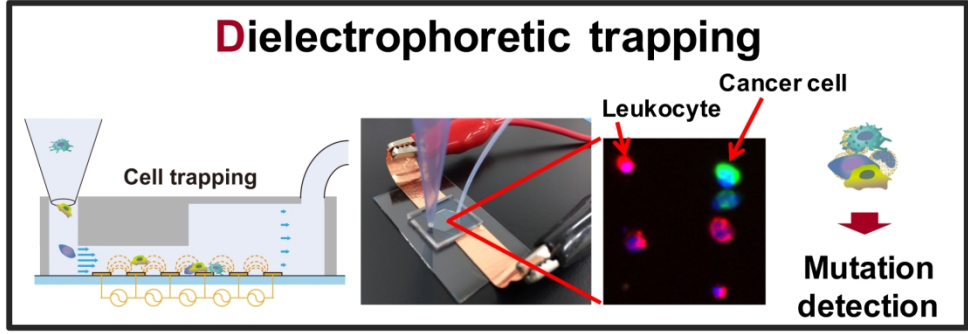 Dielectrophoretic trapping
Cell trapping
Leukocyte
Cancer cell
Mutation
detection